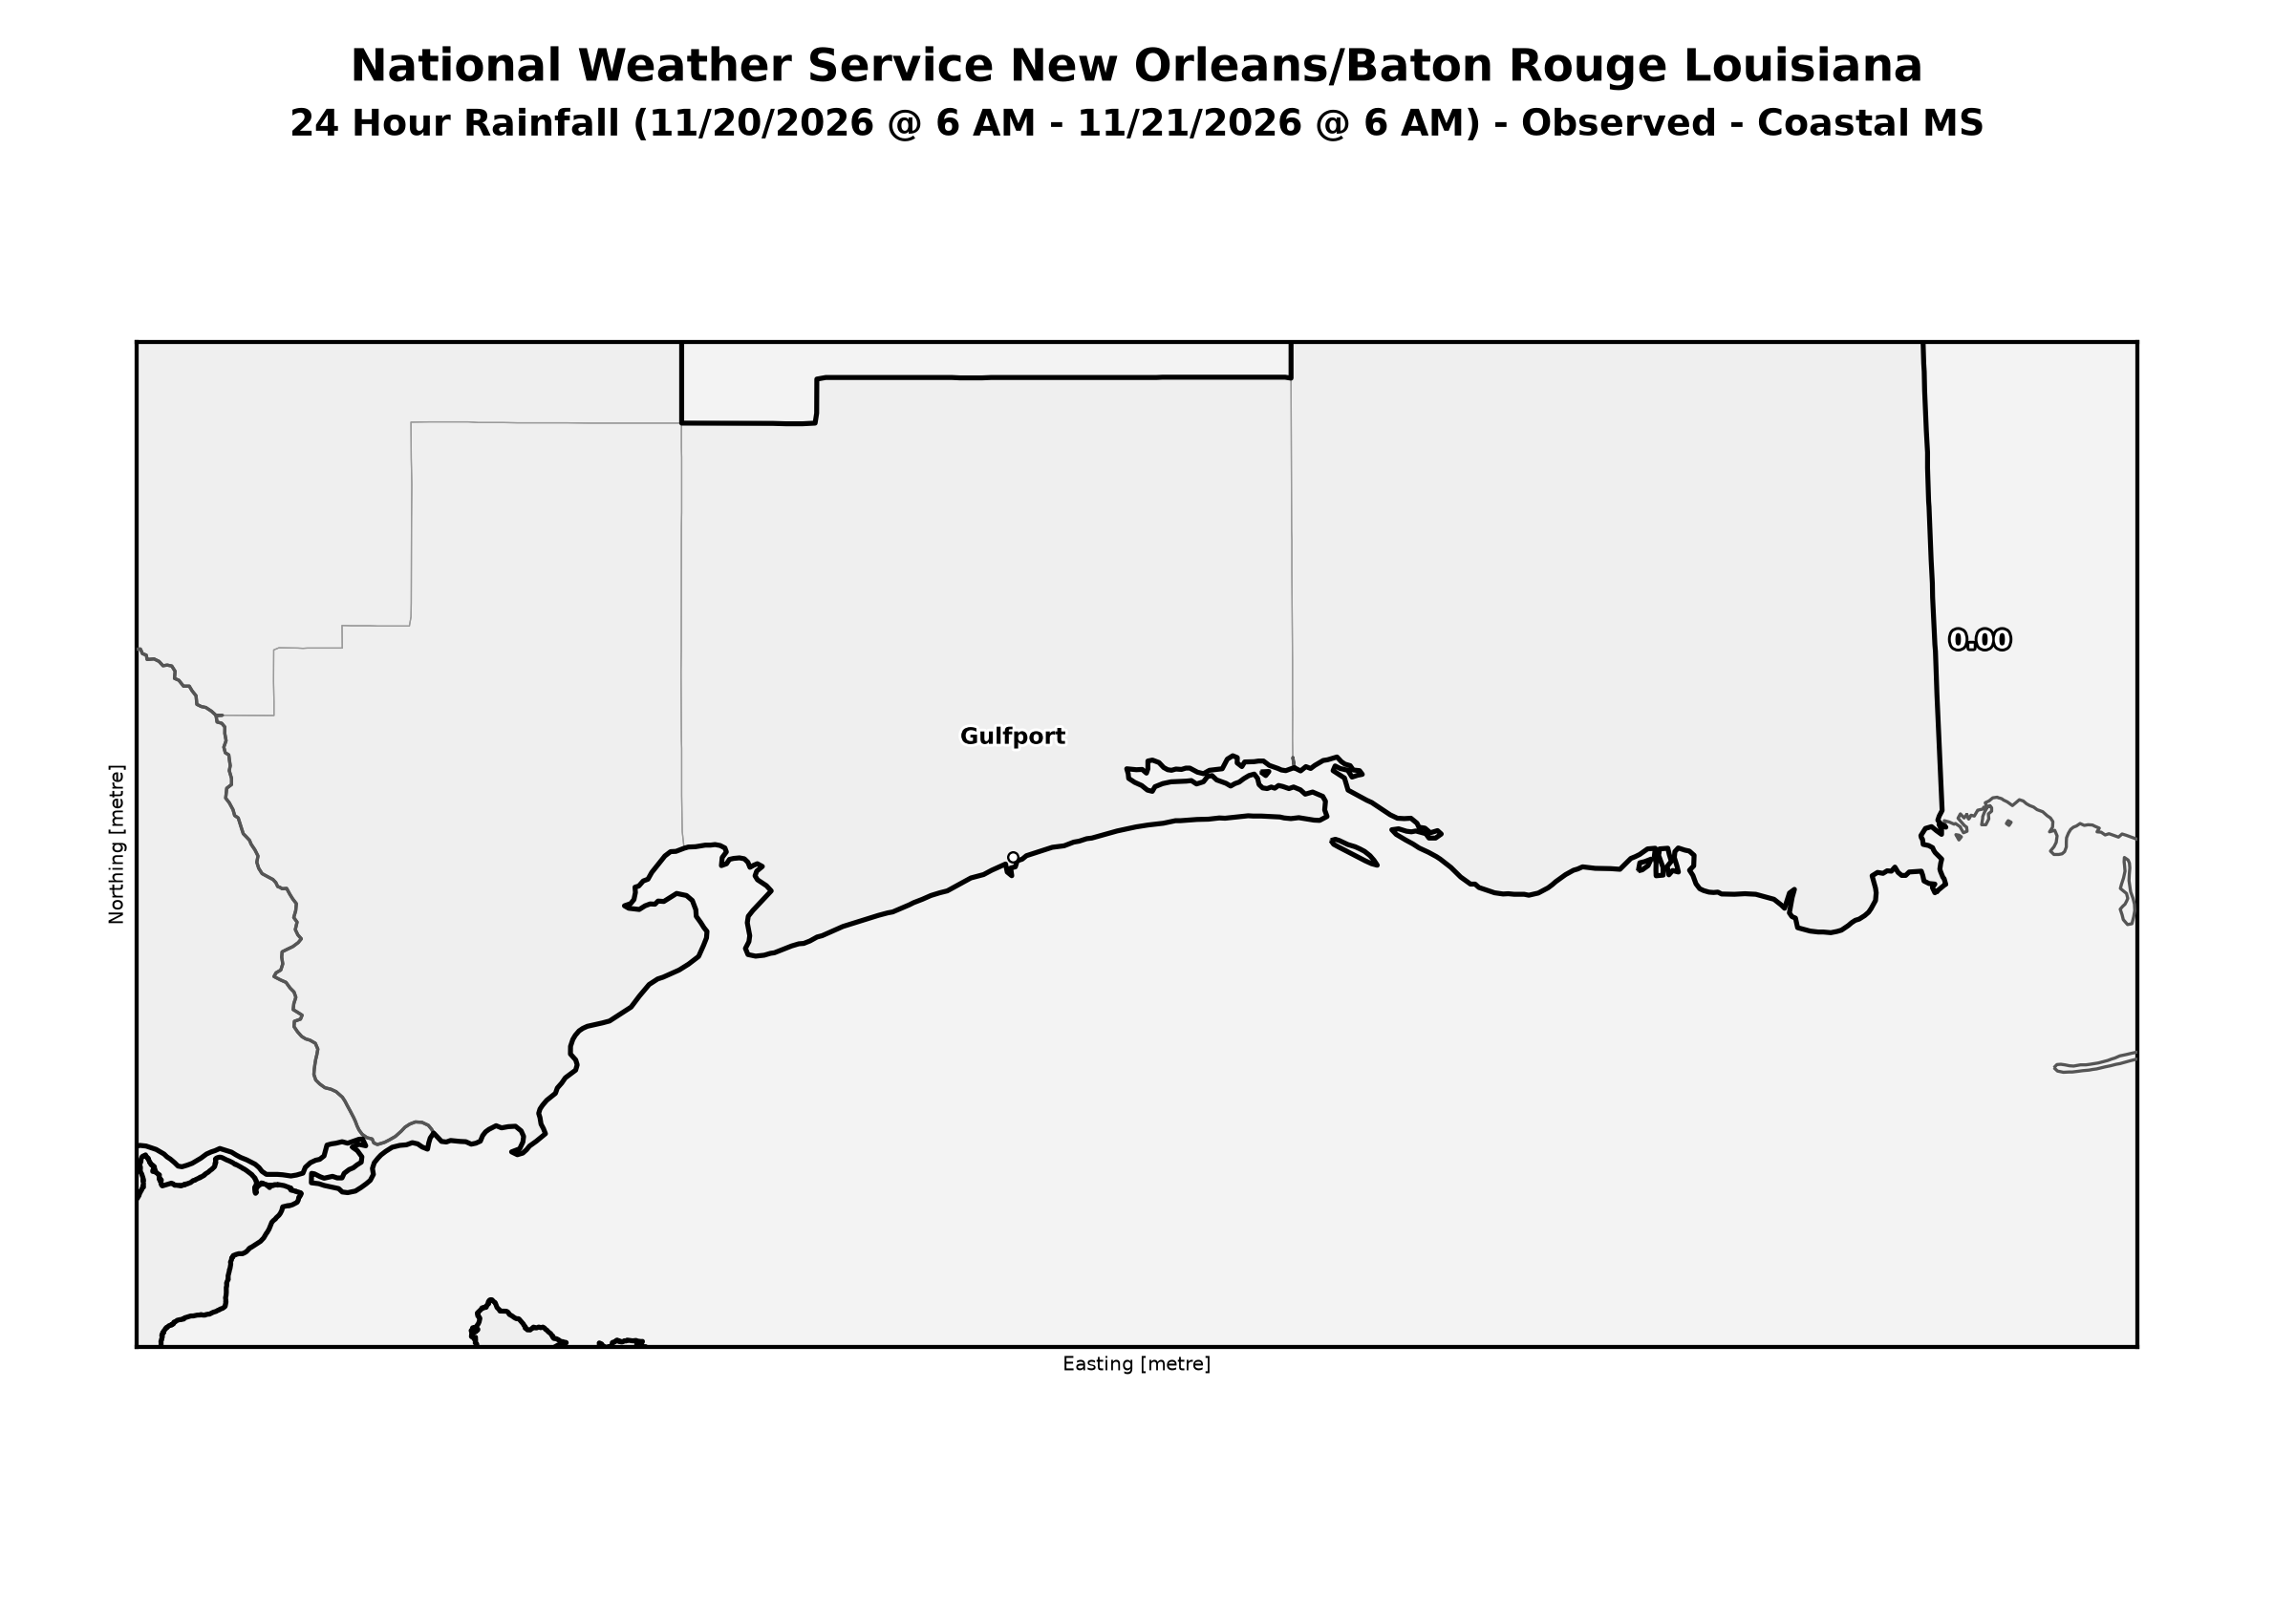 National Weather Service New Orleans/Baton Rouge Louisiana
24 Hour Rainfall (11/20/2026 @ 6 AM - 11/21/2026 @ 6 AM) - Observed - Coastal MS
0.00
Gulfport
Northing [metre]
Easting [metre]